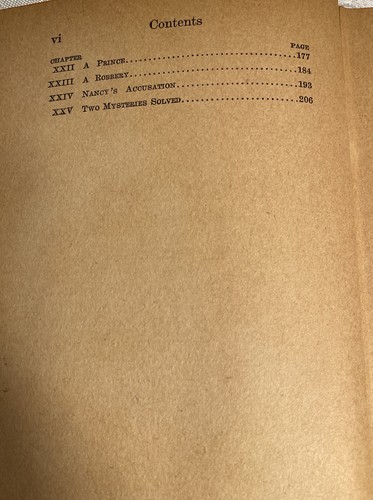 vi
Contents
CHAPTER PAGE
XXII A PRINCE........................................177
XXIII A ROBBERY.....................................184
XXIV NANCY'S ACCUSATION............................193
XXV TWO MYSTERIES SOLVED...........................206